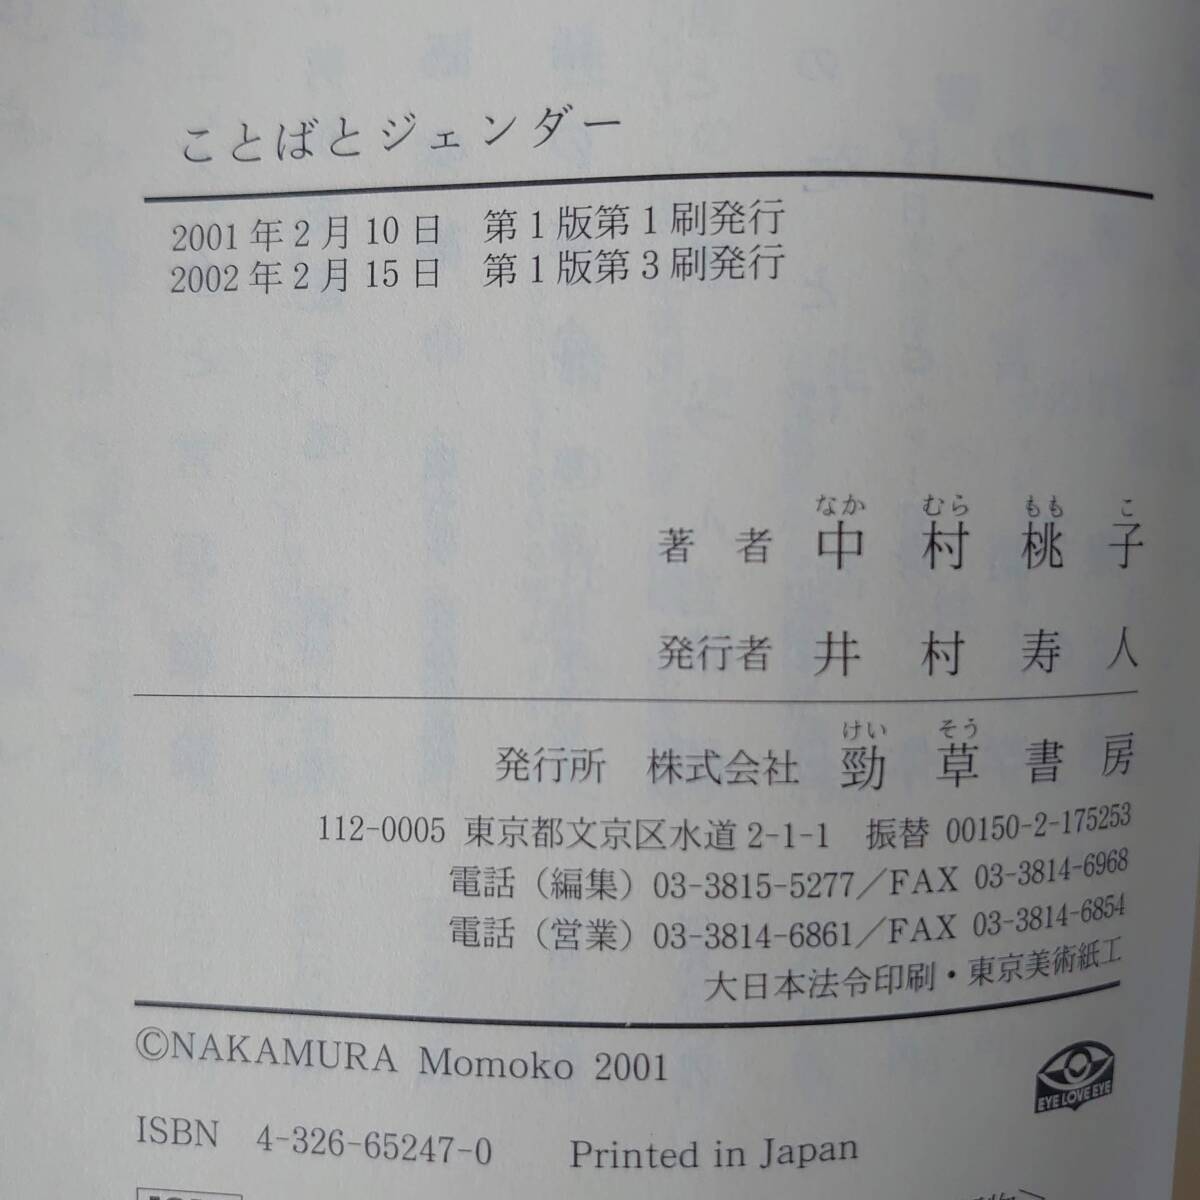 ことばとジェンダー
2001年2月10日　第1版第1刷発行
2002年2月15日　第1版第3刷発行
なか むら もも こ
著者　中村桃子
発行者　井村寿人
けい そう
発行所　株式会社　勁草書房
112-0005 東京都文京区水道2-1-1　振替 00150-2-175253
電話（編集）03-3815-5277／FAX 03-3814-6968
電話（営業）03-3814-6861／FAX 03-3814-6854
大日本法令印刷・東京美術紙工
©NAKAMURA Momoko 2001
EYE LOVE EYE
ISBN 4-326-65247-0　Printed in Japan